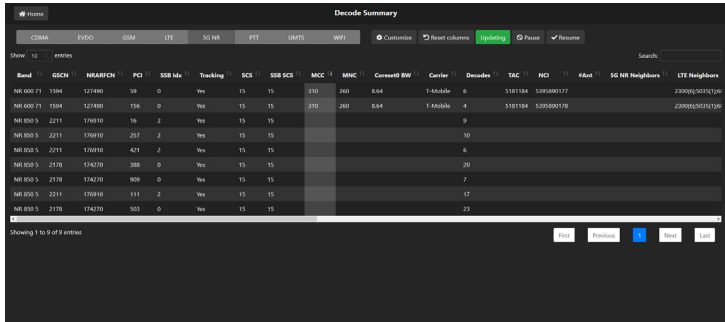 Home
Decode Summary
CDMA EVDO GSM LTE 5G NR PTT UMTS WIFI Customize Reset columns Updating Pause Resume
Show 10 entries Search:
Band GSCN NRARFCN PCI SSB Idx Tracking SCS SSB SCS MCC MNC Coreset0 BW Carrier Decodes TAC NCI #Ant 5G NR Neighbors LTE Neighbors
NR 600 71 1594 127490 59 0 Yes 15 15 310 260 8.64 T-Mobile 6 5181184 5395890177 2300(6);5035(1);6
NR 600 71 1594 127490 156 0 Yes 15 15 310 260 8.64 T-Mobile 4 5181184 5395890178 2300(6);5035(1);6
NR 850 5 2211 176910 16 2 Yes 15 15 9
NR 850 5 2211 176910 257 2 Yes 15 15 10
NR 850 5 2211 176910 421 2 Yes 15 15 6
NR 850 5 2178 174270 388 0 Yes 15 15 20
NR 850 5 2178 174270 909 0 Yes 15 15 7
NR 850 5 2211 176910 111 2 Yes 15 15 17
NR 850 5 2178 174270 503 0 Yes 15 15 23
Showing 1 to 9 of 9 entries First Previous 1 Next Last